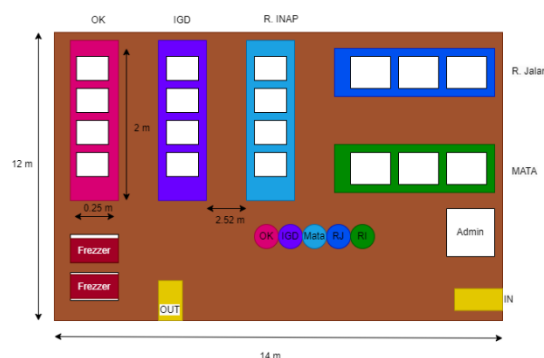 OK
IGD
R. INAP
R. Jalan
12 m
2 m
MATA
0.25 m
2.52 m
OK
IGD
Mata
RJ
RI
Admin
Frezzer
Frezzer
OUT
IN
14 m